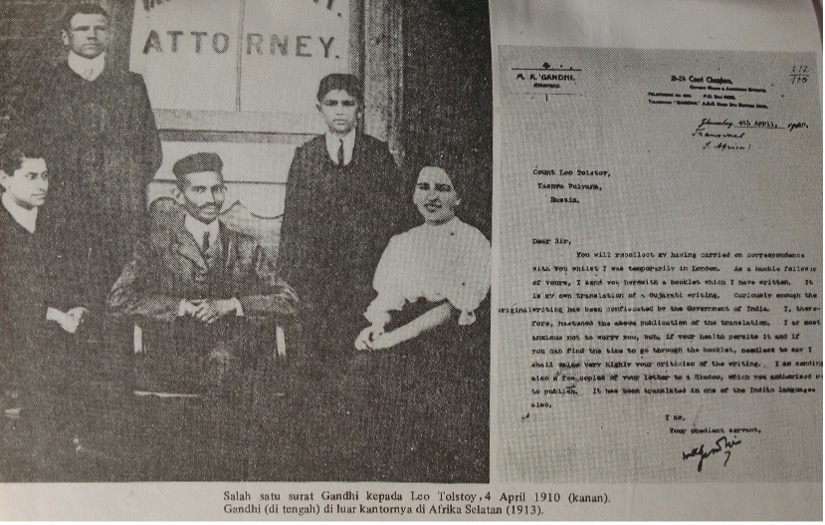 ATTORNEY.
M. K. GANDHI,
ATTORNEY.
21-24 Court Chambers,
4th April,
Transvaal
S. Africa
Count Leo Tolstoy,
Yasnya Polyana,
Russia.
Dear Sir,
You will recollect my having carried on correspondence
with you whilst I was temporarily in London. As a humble follower
of yours, I send you herewith a booklet which I have written. It
is my own translation of a Gujarati writing. Curiously enough the
original writing has been confiscated by the Government of India. I, there-
fore, hastened the above publication of the translation. I am most
anxious not to worry you, but, if your health permits it and if
you can find the time to go through the booklet, needless to say I
shall value very highly your criticism of the writing. I am sending
also a few copies of your letter to a Hindoo, which you authorised
to publish. It has been translated in one of the Indian languages
also.
I am,
Your obedient servant,
Salah satu surat Gandhi kepada Leo Tolstoy, 4 April 1910 (kanan).
Gandhi (di tengah) di luar kantornya di Afrika Selatan (1913).